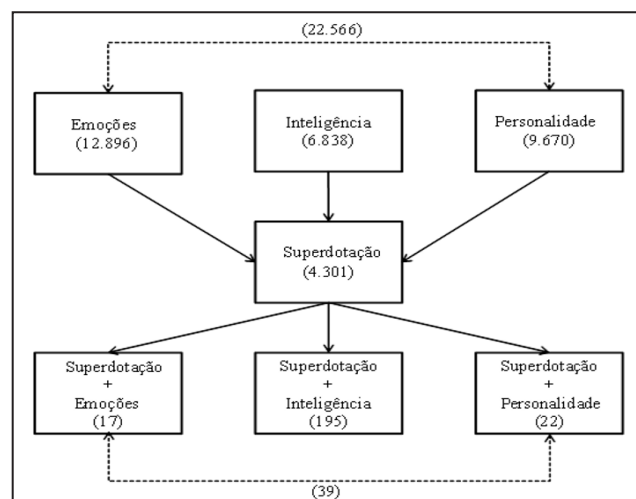 (22.566)
Emoções
(12.896)
Inteligência
(6.838)
Personalidade
(9.670)
Superdotação
(4.301)
Superdotação
+
Emoções
(17)
Superdotação
+
Inteligência
(195)
Superdotação
+
Personalidade
(22)
(39)